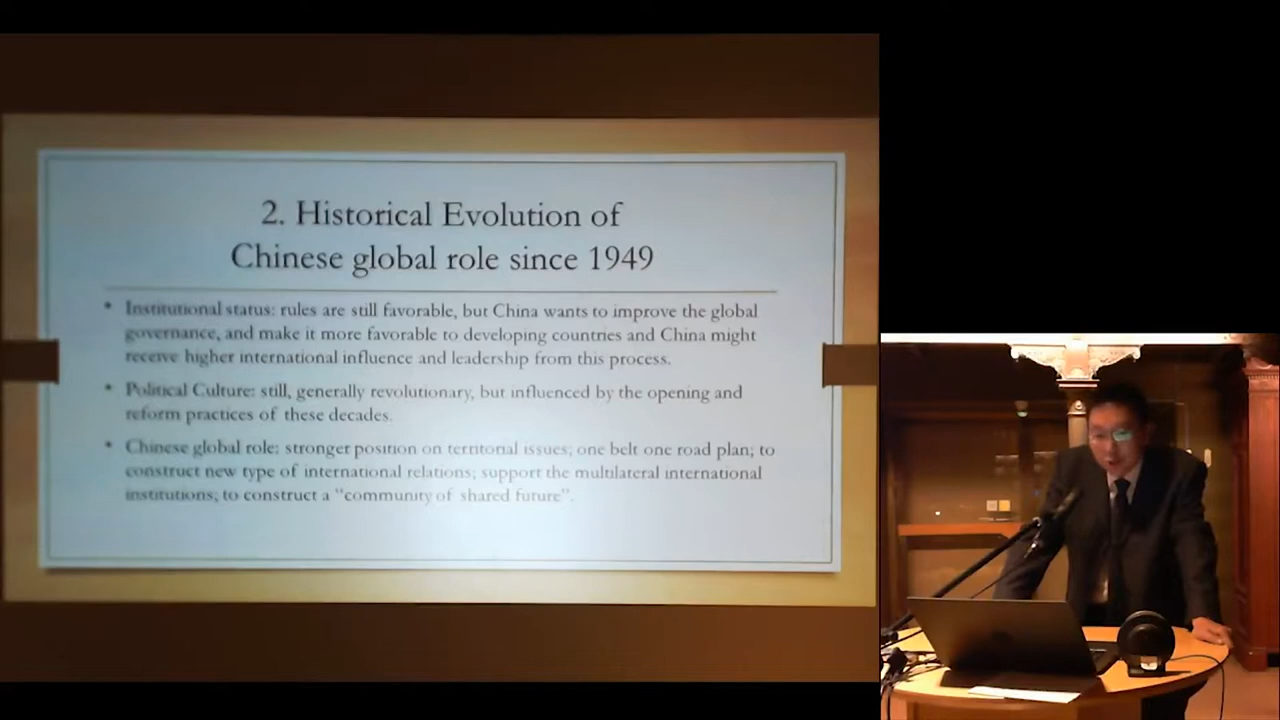 2. Historical Evolution of
Chinese global role since 1949
* Institutional status: rules are still favorable, but China wants to improve the global
governance, and make it more favorable to developing countries and China might
receive higher international influence and leadership from this process.
* Political Culture: still, generally revolutionary, but influenced by the opening and
reform practices of these decades.
* Chinese global role: stronger position on territorial issues; one belt one road plan; to
construct new type of international relations; support the multilateral international
institutions; to construct a "community of shared future".